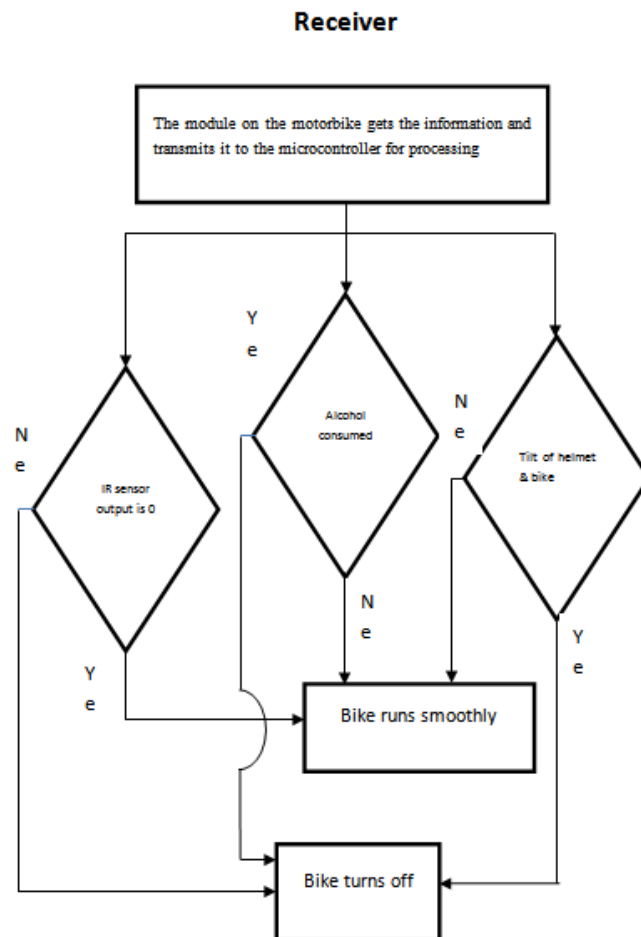 Receiver
The module on the motorbike gets the information and
transmits it to the microcontroller for processing
Y
e
Alcohol
consumed
N
e
Tilt of helmet
& bike
N
e
IR sensor
output is 0
N
e
Y
e
Y
e
Bike runs smoothly
Bike turns off